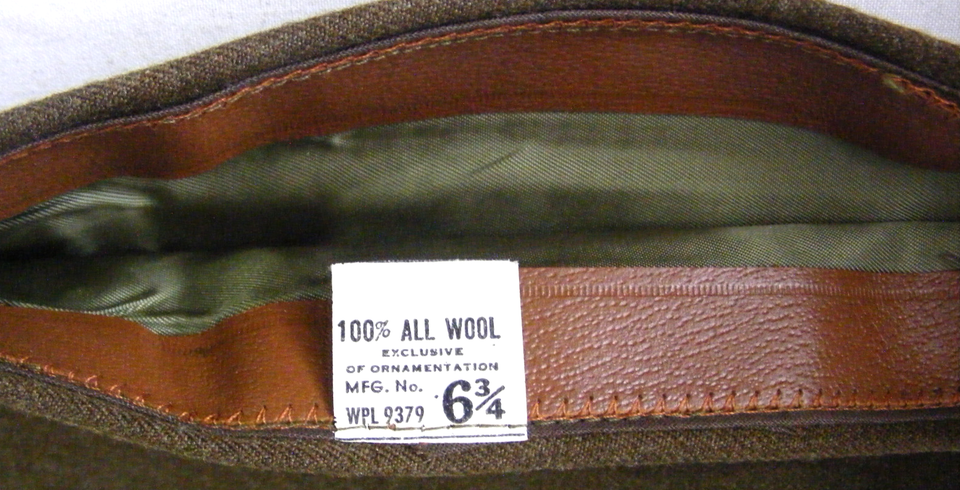 100% ALL WOOL
EXCLUSIVE
OF ORNAMENTATION
MFG. No.
WPL 9379 6¾